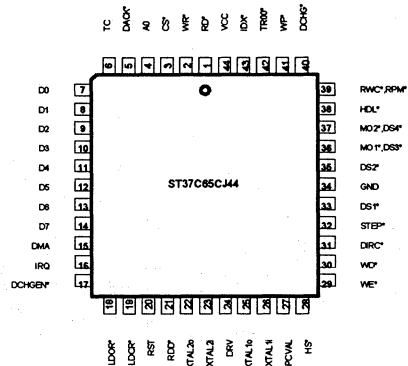 TC DACK* A0 CS* WR* RD* VCC IDX* TR00* WP* DCHG*
6 5 4 3 2 1 44 43 42 41 40
D0 7 39 RWC*,RPM*
D1 8 38 HDL*
D2 9 37 MO2*,DS4*
D3 10 36 MO1*,DS3*
D4 11 35 DS2*
ST37C65CJ44
D5 12 34 GND
D6 13 33 DS1*
D7 14 32 STEP*
DMA 15 31 DIRC*
IRQ 16 30 WD*
DCHGEN* 17 29 WE*
18 19 20 21 22 23 24 25 26 27 28
LDOR* LDCR* RST RDD* XTAL2o XTAL2i DRV XTAL1o XTAL1i PCVAL HS*